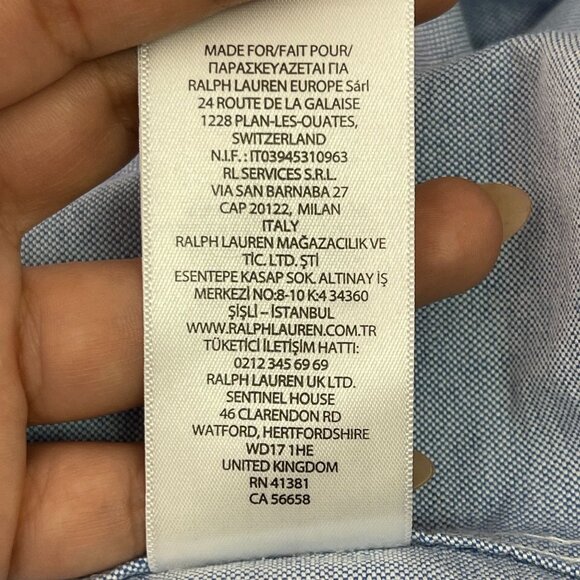 MADE FOR/FAIT POUR/
ΠΑΡΑΣΚΕΥΑΖΕΤΑΙ ΓΙΑ
RALPH LAUREN EUROPE Sárl
24 ROUTE DE LA GALAISE
1228 PLAN-LES-OUATES,
SWITZERLAND
N.I.F. : IT03945310963
RL SERVICES S.R.L.
VIA SAN BARNABA 27
CAP 20122, MILAN
ITALY
RALPH LAUREN MAĞAZACILIK VE
TİC. LTD. ŞTİ
ESENTEPE KASAP SOK. ALTINAY İŞ
MERKEZİ NO:8-10 K:4 34360
ŞİŞLİ – İSTANBUL
WWW.RALPHLAUREN.COM.TR
TÜKETİCİ İLETİŞİM HATTI:
0212 345 69 69
RALPH LAUREN UK LTD.
SENTINEL HOUSE
46 CLARENDON RD
WATFORD, HERTFORDSHIRE
WD17 1HE
UNITED KINGDOM
RN 41381
CA 56658